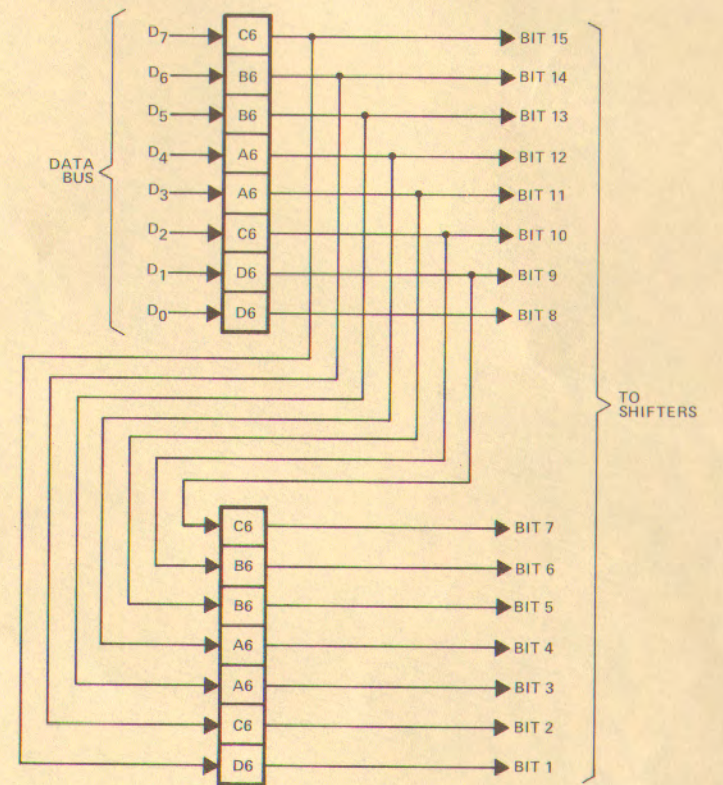 D7 C6 BIT 15
D6 B6 BIT 14
D5 B6 BIT 13
D4 A6 BIT 12
DATA
BUS
D3 A6 BIT 11
D2 C6 BIT 10
D1 D6 BIT 9
D0 D6 BIT 8
TO
SHIFTERS
C6 BIT 7
B6 BIT 6
B6 BIT 5
A6 BIT 4
A6 BIT 3
C6 BIT 2
D6 BIT 1